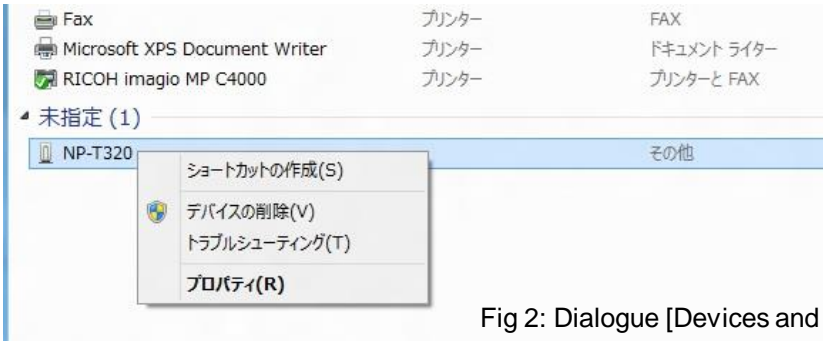 Fax プリンター FAX
Microsoft XPS Document Writer プリンター ドキュメント ライター
RICOH imagio MP C4000 プリンター プリンターと FAX
未指定 (1)
NP-T320 その他
ショートカットの作成(S)
デバイスの削除(V)
トラブルシューティング(T)
プロパティ(R)
Fig 2: Dialogue [Devices and